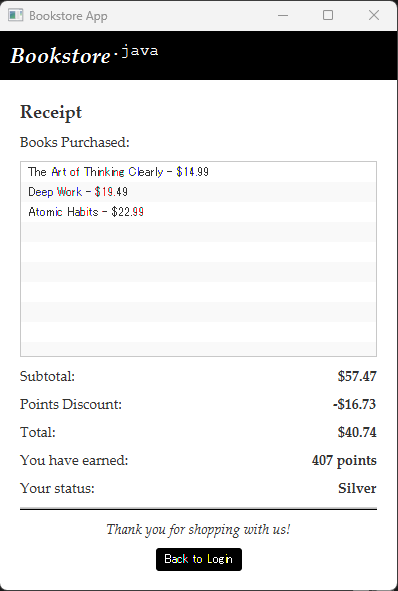 Bookstore App
Bookstore.java
Receipt
Books Purchased:
The Art of Thinking Clearly - $14.99
Deep Work - $19.49
Atomic Habits - $22.99
Subtotal: $57.47
Points Discount: -$16.73
Total: $40.74
You have earned: 407 points
Your status: Silver
Thank you for shopping with us!
Back to Login